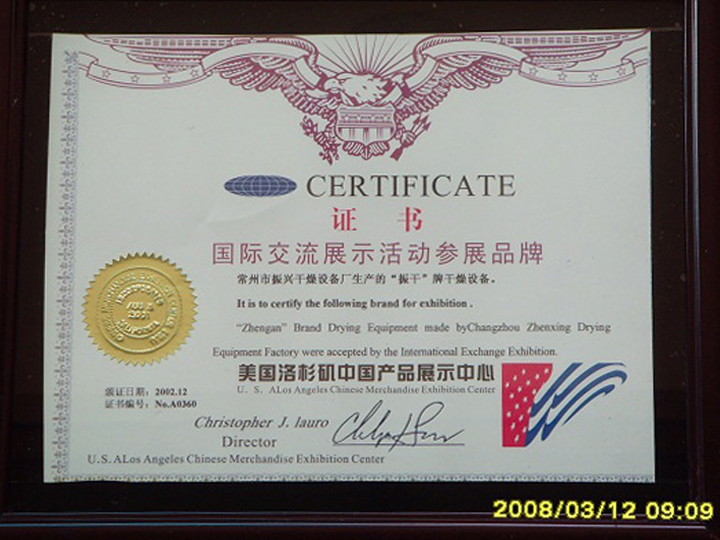 CERTIFICATE
证 书
国际交流展示活动参展品牌
常州市振兴干燥设备厂生产的“振干”牌干燥设备。
It is to certify the following brand for exhibition .
"Zhengan" Brand Drying Equipment made byChangzhou Zhenxing Drying
Equipment Factory were accepted by the International Exchange Exhibition.
美国洛杉矶中国产品展示中心
U. S. ALos Angeles Chinese Merchandise Exhibition Center
颁证日期: 2002.12
证书编号: No.A0360
Christopher J. lauro
Director
U.S. ALos Angeles Chinese Merchandise Exhibition Center
2008/03/12 09:09